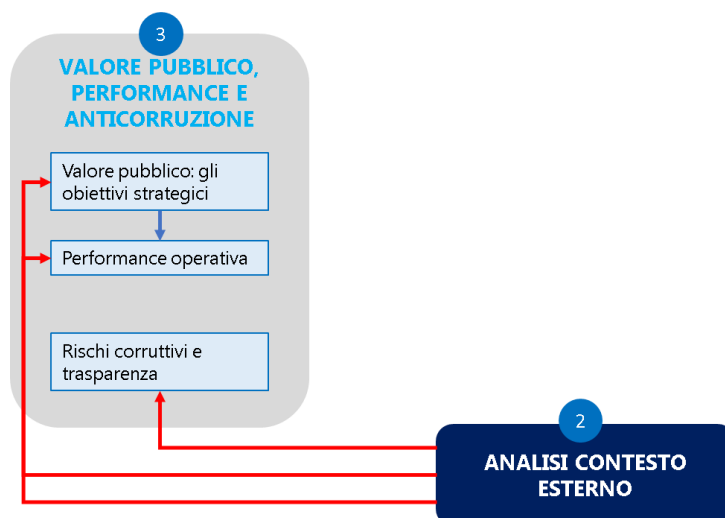 3
VALORE PUBBLICO,
PERFORMANCE E
ANTICORRUZIONE
Valore pubblico: gli
obiettivi strategici
Performance operativa
Rischi corruttivi e
trasparenza
2
ANALISI CONTESTO
ESTERNO